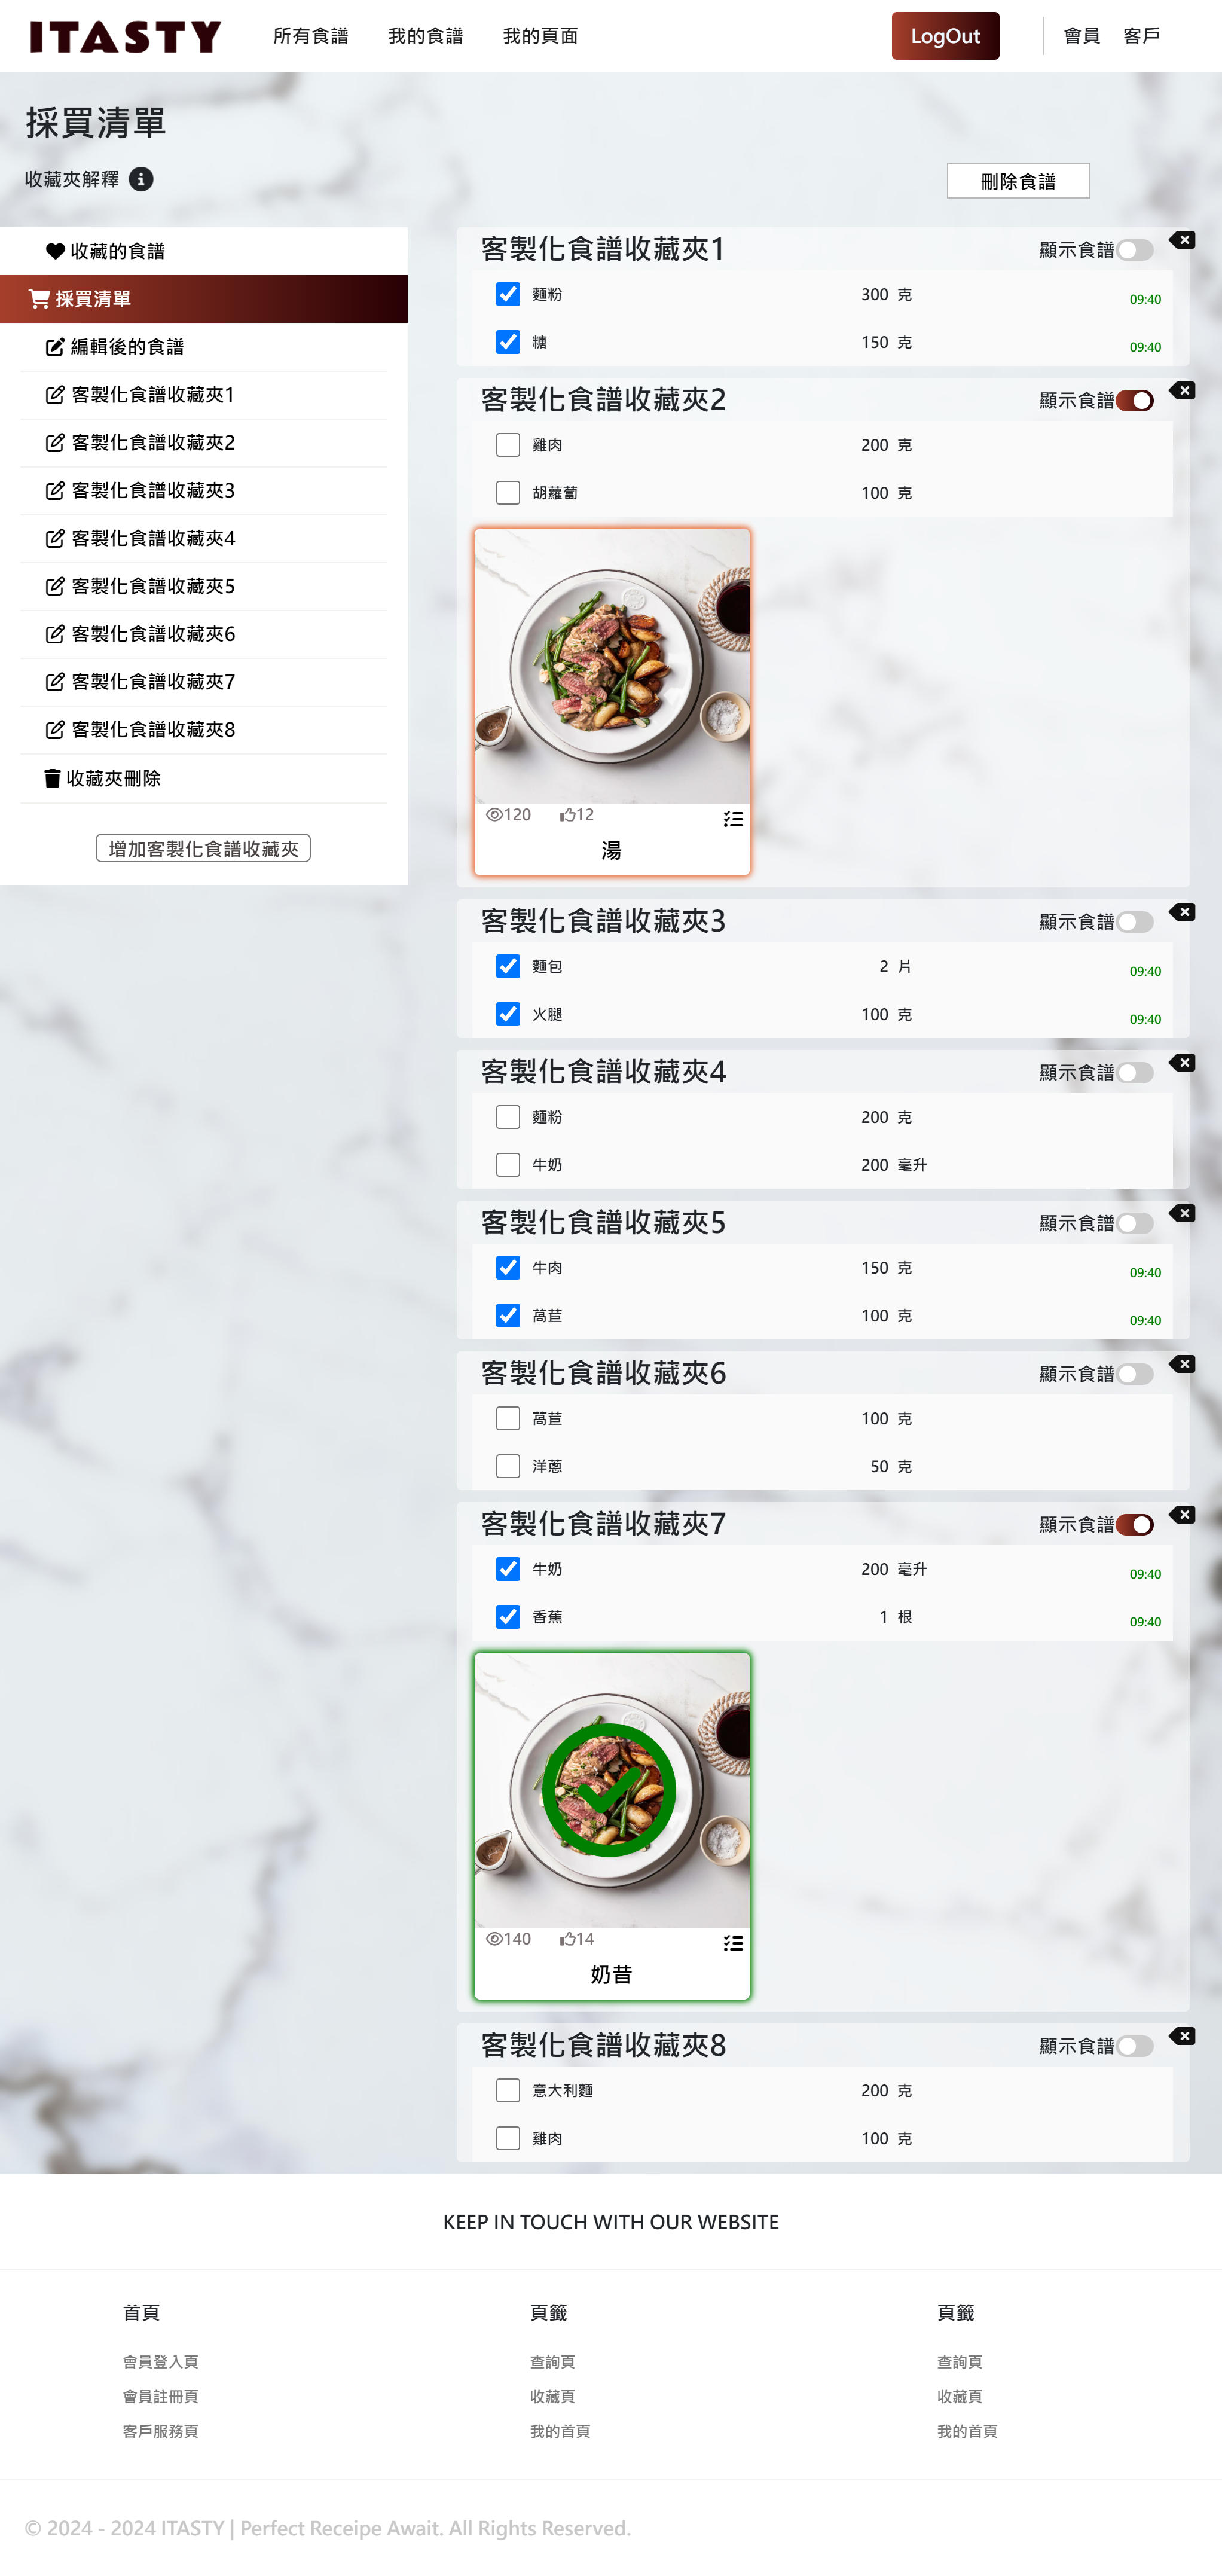 ITASTY 所有食譜 我的食譜 我的頁面 LogOut 會員 客戶
採買清單
收藏夾解釋
刪除食譜
收藏的食譜
採買清單
編輯後的食譜
客製化食譜收藏夾1
客製化食譜收藏夾2
客製化食譜收藏夾3
客製化食譜收藏夾4
客製化食譜收藏夾5
客製化食譜收藏夾6
客製化食譜收藏夾7
客製化食譜收藏夾8
收藏夾刪除
增加客製化食譜收藏夾
客製化食譜收藏夾1 顯示食譜
麵粉 300 克 09:40
糖 150 克 09:40
客製化食譜收藏夾2 顯示食譜
雞肉 200 克
胡蘿蔔 100 克
120 12
湯
客製化食譜收藏夾3 顯示食譜
麵包 2 片 09:40
火腿 100 克 09:40
客製化食譜收藏夾4 顯示食譜
麵粉 200 克
牛奶 200 毫升
客製化食譜收藏夾5 顯示食譜
牛肉 150 克 09:40
萵苣 100 克 09:40
客製化食譜收藏夾6 顯示食譜
萵苣 100 克
洋蔥 50 克
客製化食譜收藏夾7 顯示食譜
牛奶 200 毫升 09:40
香蕉 1 根 09:40
140 14
奶昔
客製化食譜收藏夾8 顯示食譜
意大利麵 200 克
雞肉 100 克
KEEP IN TOUCH WITH OUR WEBSITE
首頁 頁籤 頁籤
會員登入頁 查詢頁 查詢頁
會員註冊頁 收藏頁 收藏頁
客戶服務頁 我的首頁 我的首頁
© 2024 - 2024 ITASTY | Perfect Receipe Await. All Rights Reserved.